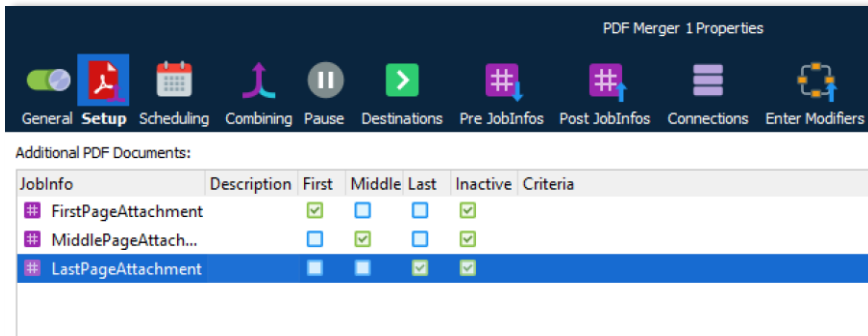 PDF Merger 1 Properties
General Setup Scheduling Combining Pause Destinations Pre JobInfos Post JobInfos Connections Enter Modifiers
Additional PDF Documents:
JobInfo Description First Middle Last Inactive Criteria
FirstPageAttachment
MiddlePageAttach...
LastPageAttachment